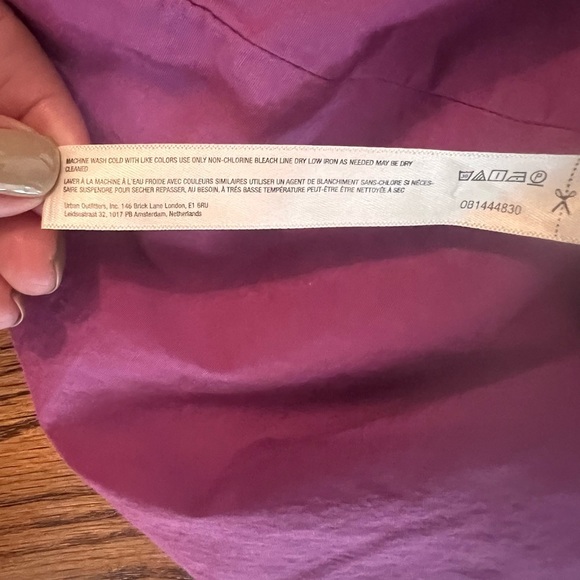 MACHINE WASH COLD WITH LIKE COLORS USE ONLY NON-CHLORINE BLEACH LINE DRY LOW IRON AS NEEDED MAY BE DRY
CLEANED
LAVER À LA MACHINE À L'EAU FROIDE AVEC COULEURS SIMILAIRES UTILISER UN AGENT DE BLANCHIMENT SANS-CHLORE SI NÉCES-
SAIRE SUSPENDRE POUR SECHER REPASSER, AU BESOIN, À TRÈS BASSE TEMPÉRATURE PEUT-ÊTRE ÊTRE NETTOYÉ.E À SEC
Urban Outfitters, Inc. 146 Brick Lane London, E1 6RU
Leidsestraat 32, 1017 PB Amsterdam, Netherlands
OB1444830